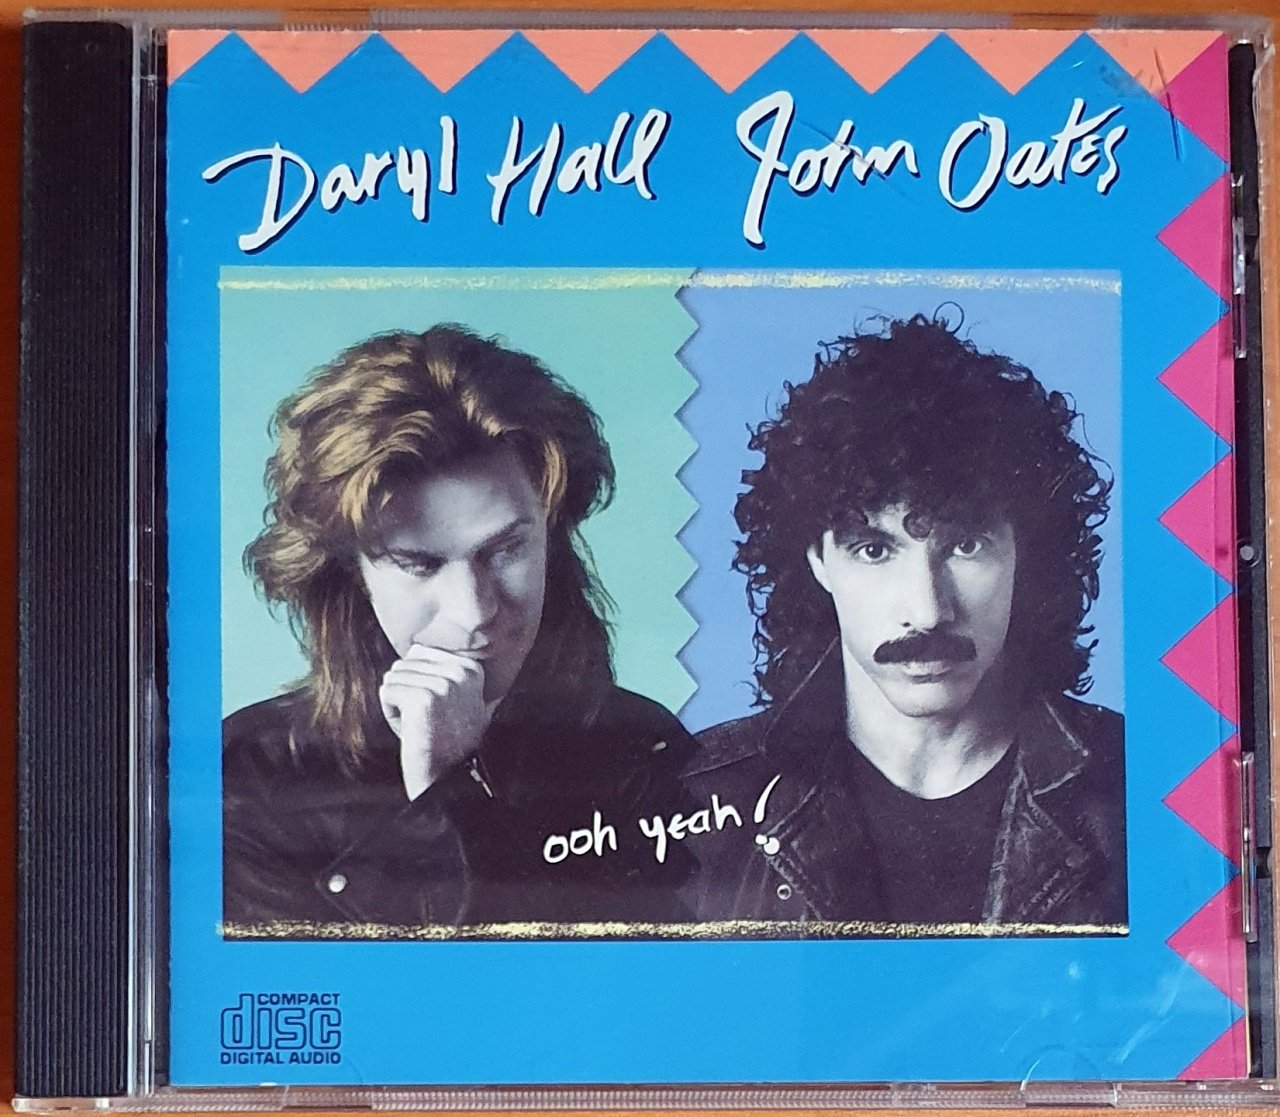 Daryl Hall John Oates
ooh yeah!
COMPACT
disc
DIGITAL AUDIO